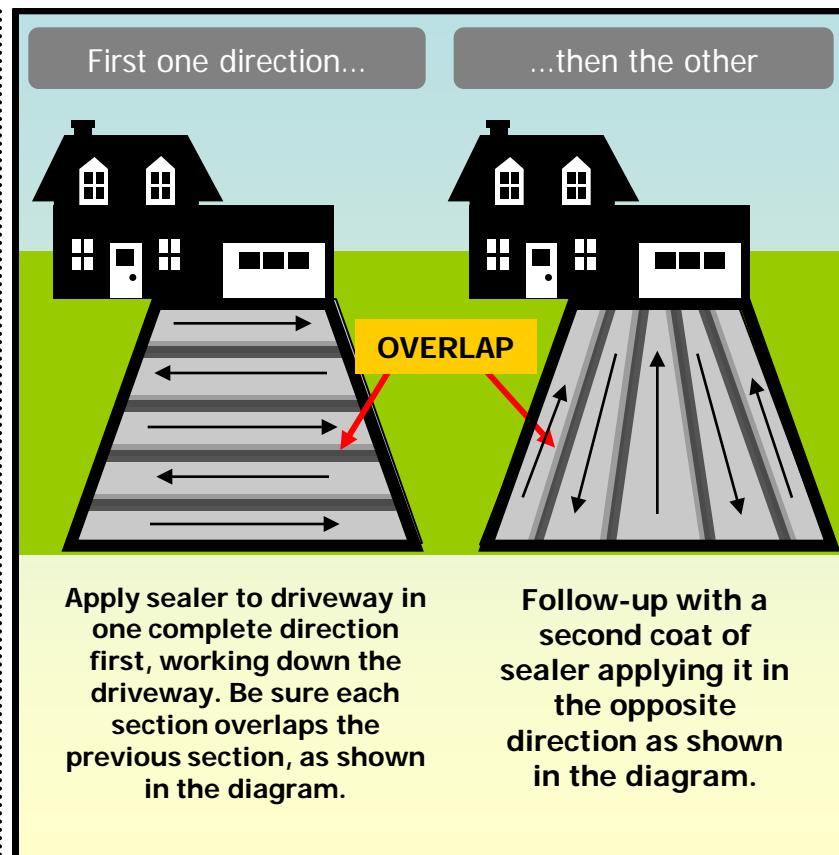 First one direction...
...then the other
OVERLAP
Apply sealer to driveway in
one complete direction
first, working down the
driveway. Be sure each
section overlaps the
previous section, as shown
in the diagram.
Follow-up with a
second coat of
sealer applying it in
the opposite
direction as shown
in the diagram.